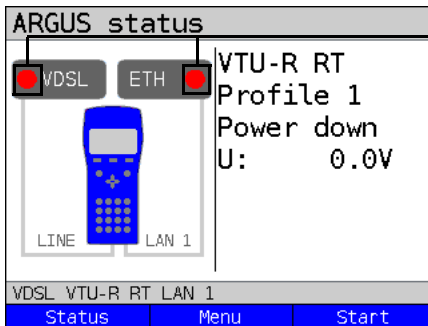 ARGUS status
VDSL ETH
VTU-R RT
Profile 1
Power down
U: 0.0V
LINE LAN 1
VDSL VTU-R RT LAN 1
Status Menu Start